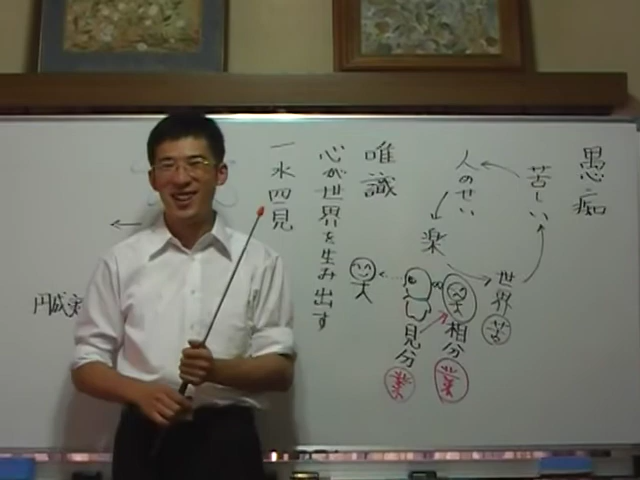 愚痴
苦しい
人のせい
楽
世界
苦
相分
業
見分
業
唯識
心が世界を生み出す
一水四見
円成実